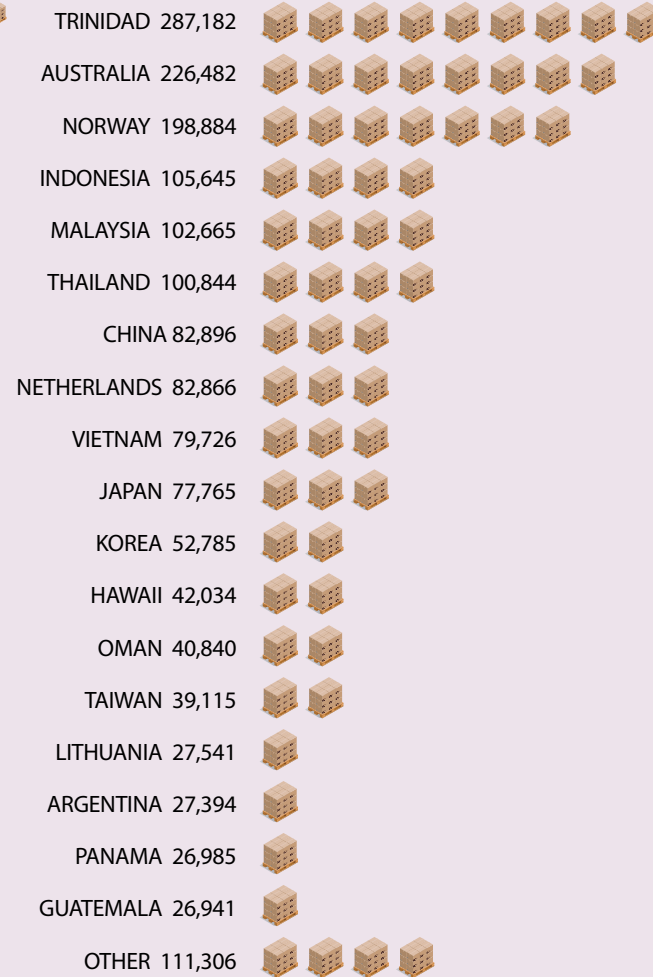 TRINIDAD 287,182
AUSTRALIA 226,482
NORWAY 198,884
INDONESIA 105,645
MALAYSIA 102,665
THAILAND 100,844
CHINA 82,896
NETHERLANDS 82,866
VIETNAM 79,726
JAPAN 77,765
KOREA 52,785
HAWAII 42,034
OMAN 40,840
TAIWAN 39,115
LITHUANIA 27,541
ARGENTINA 27,394
PANAMA 26,985
GUATEMALA 26,941
OTHER 111,306